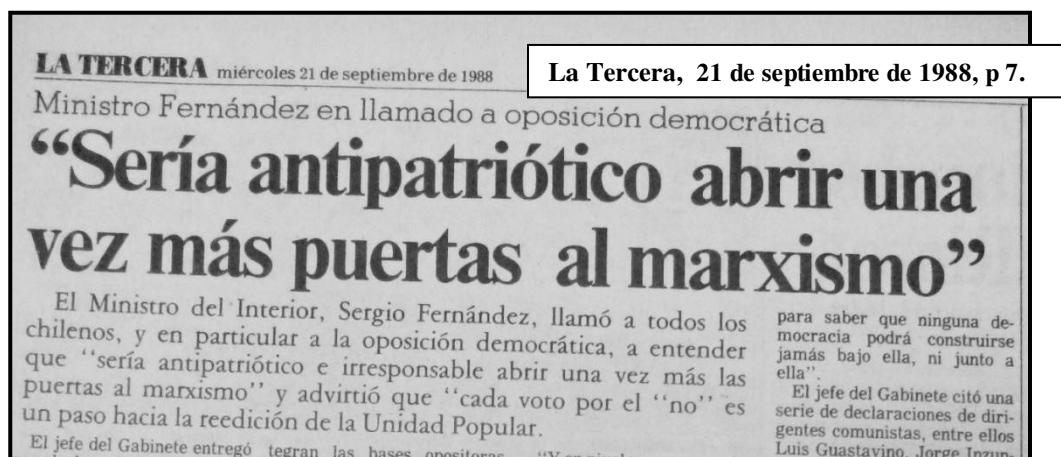 LA TERCERA miércoles 21 de septiembre de 1988
La Tercera, 21 de septiembre de 1988, p 7.
Ministro Fernández en llamado a oposición democrática
“Sería antipatriótico abrir una
vez más puertas al marxismo”
El Ministro del Interior, Sergio Fernández, llamó a todos los
chilenos, y en particular a la oposición democrática, a entender
que ‘‘sería antipatriótico e irresponsable abrir una vez más las
puertas al marxismo’’ y advirtió que ‘‘cada voto por el ‘‘no’’ es
un paso hacia la reedición de la Unidad Popular.
El jefe del Gabinete entregó
tegran las bases opositoras
para saber que ninguna de-
mocracia podrá construirse
jamás bajo ella, ni junto a
ella’’.
El jefe del Gabinete citó una
serie de declaraciones de diri-
gentes comunistas, entre ellos
Luis Guastavino, Jorge